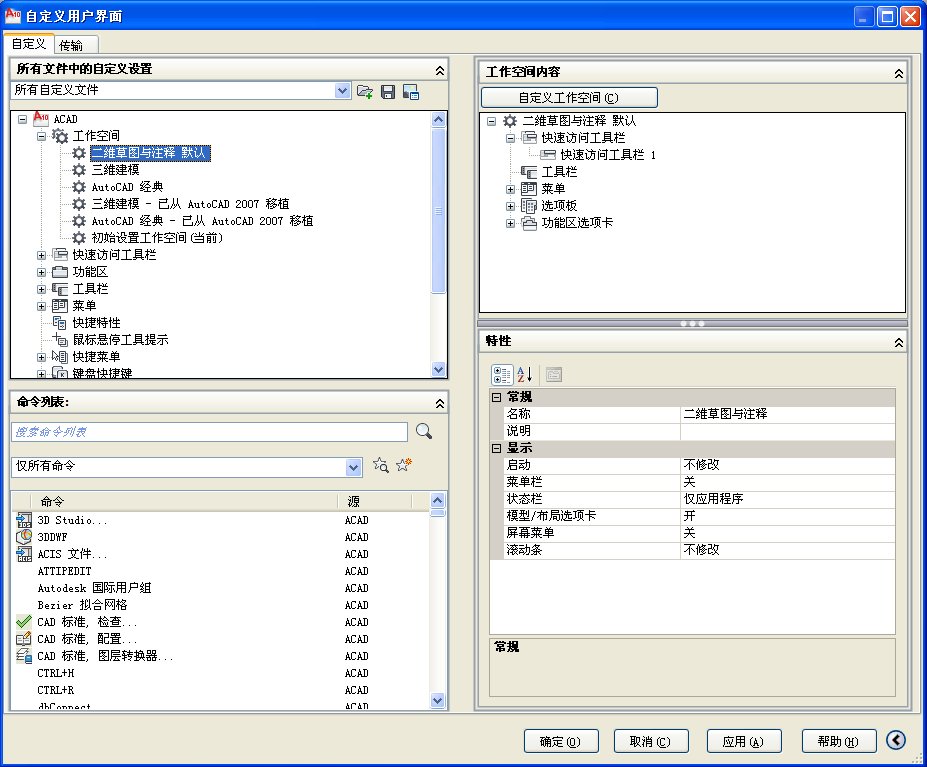 自定义用户界面
自定义
传输
所有文件中的自定义设置
所有自定义文件
ACAD
工作空间
二维草图与注释 默认
三维建模
AutoCAD 经典
三维建模 - 已从 AutoCAD 2007 移植
AutoCAD 经典 - 已从 AutoCAD 2007 移植
初始设置工作空间(当前)
快速访问工具栏
功能区
工具栏
菜单
快捷特性
鼠标悬停工具提示
快捷菜单
键盘快捷键
命令列表:
搜索命令列表
仅所有命令
命令 源
3D Studio... ACAD
3DDWF ACAD
ACIS 文件... ACAD
ATTIPEDIT ACAD
Autodesk 国际用户组 ACAD
Bezier 拟合网格 ACAD
CAD 标准, 检查... ACAD
CAD 标准, 配置... ACAD
CAD 标准, 图层转换器... ACAD
CTRL+H ACAD
CTRL+R ACAD
dbConnect ACAD
工作空间内容
自定义工作空间(C)
二维草图与注释 默认
快速访问工具栏
快速访问工具栏 1
工具栏
菜单
选项板
功能区选项卡
特性
常规
名称 二维草图与注释
说明
显示
启动 不修改
菜单栏 关
状态栏 仅应用程序
模型/布局选项卡 开
屏幕菜单 关
滚动条 不修改
常规
确定(O)
取消(C)
应用(A)
帮助(H)